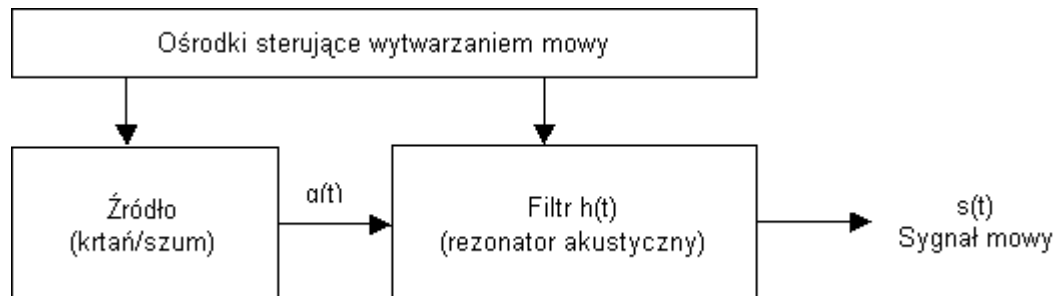 Ośrodki sterujące wytwarzaniem mowy
Źródło
(krtań/szum)
g(t)
Filtr h(t)
(rezonator akustyczny)
s(t)
Sygnał mowy